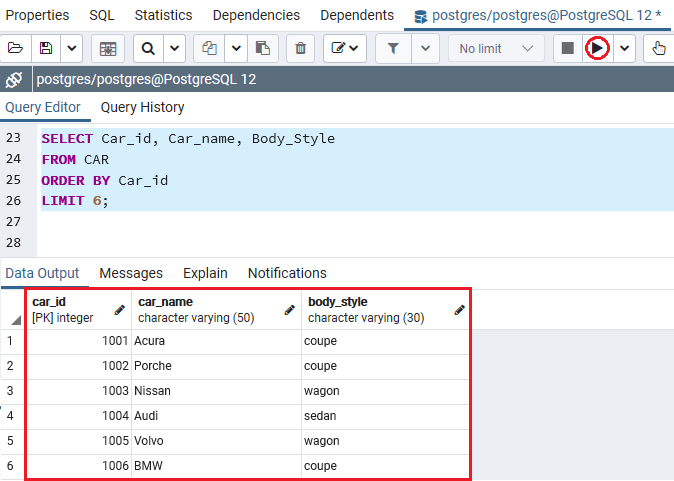 Properties SQL Statistics Dependencies Dependents postgres/postgres@PostgreSQL 12 *
No limit
postgres/postgres@PostgreSQL 12
Query Editor Query History
23 SELECT Car_id, Car_name, Body_Style
24 FROM CAR
25 ORDER BY Car_id
26 LIMIT 6;
27
28
Data Output Messages Explain Notifications
car_id car_name body_style
[PK] integer character varying (50) character varying (30)
1 1001 Acura coupe
2 1002 Porche coupe
3 1003 Nissan wagon
4 1004 Audi sedan
5 1005 Volvo wagon
6 1006 BMW coupe